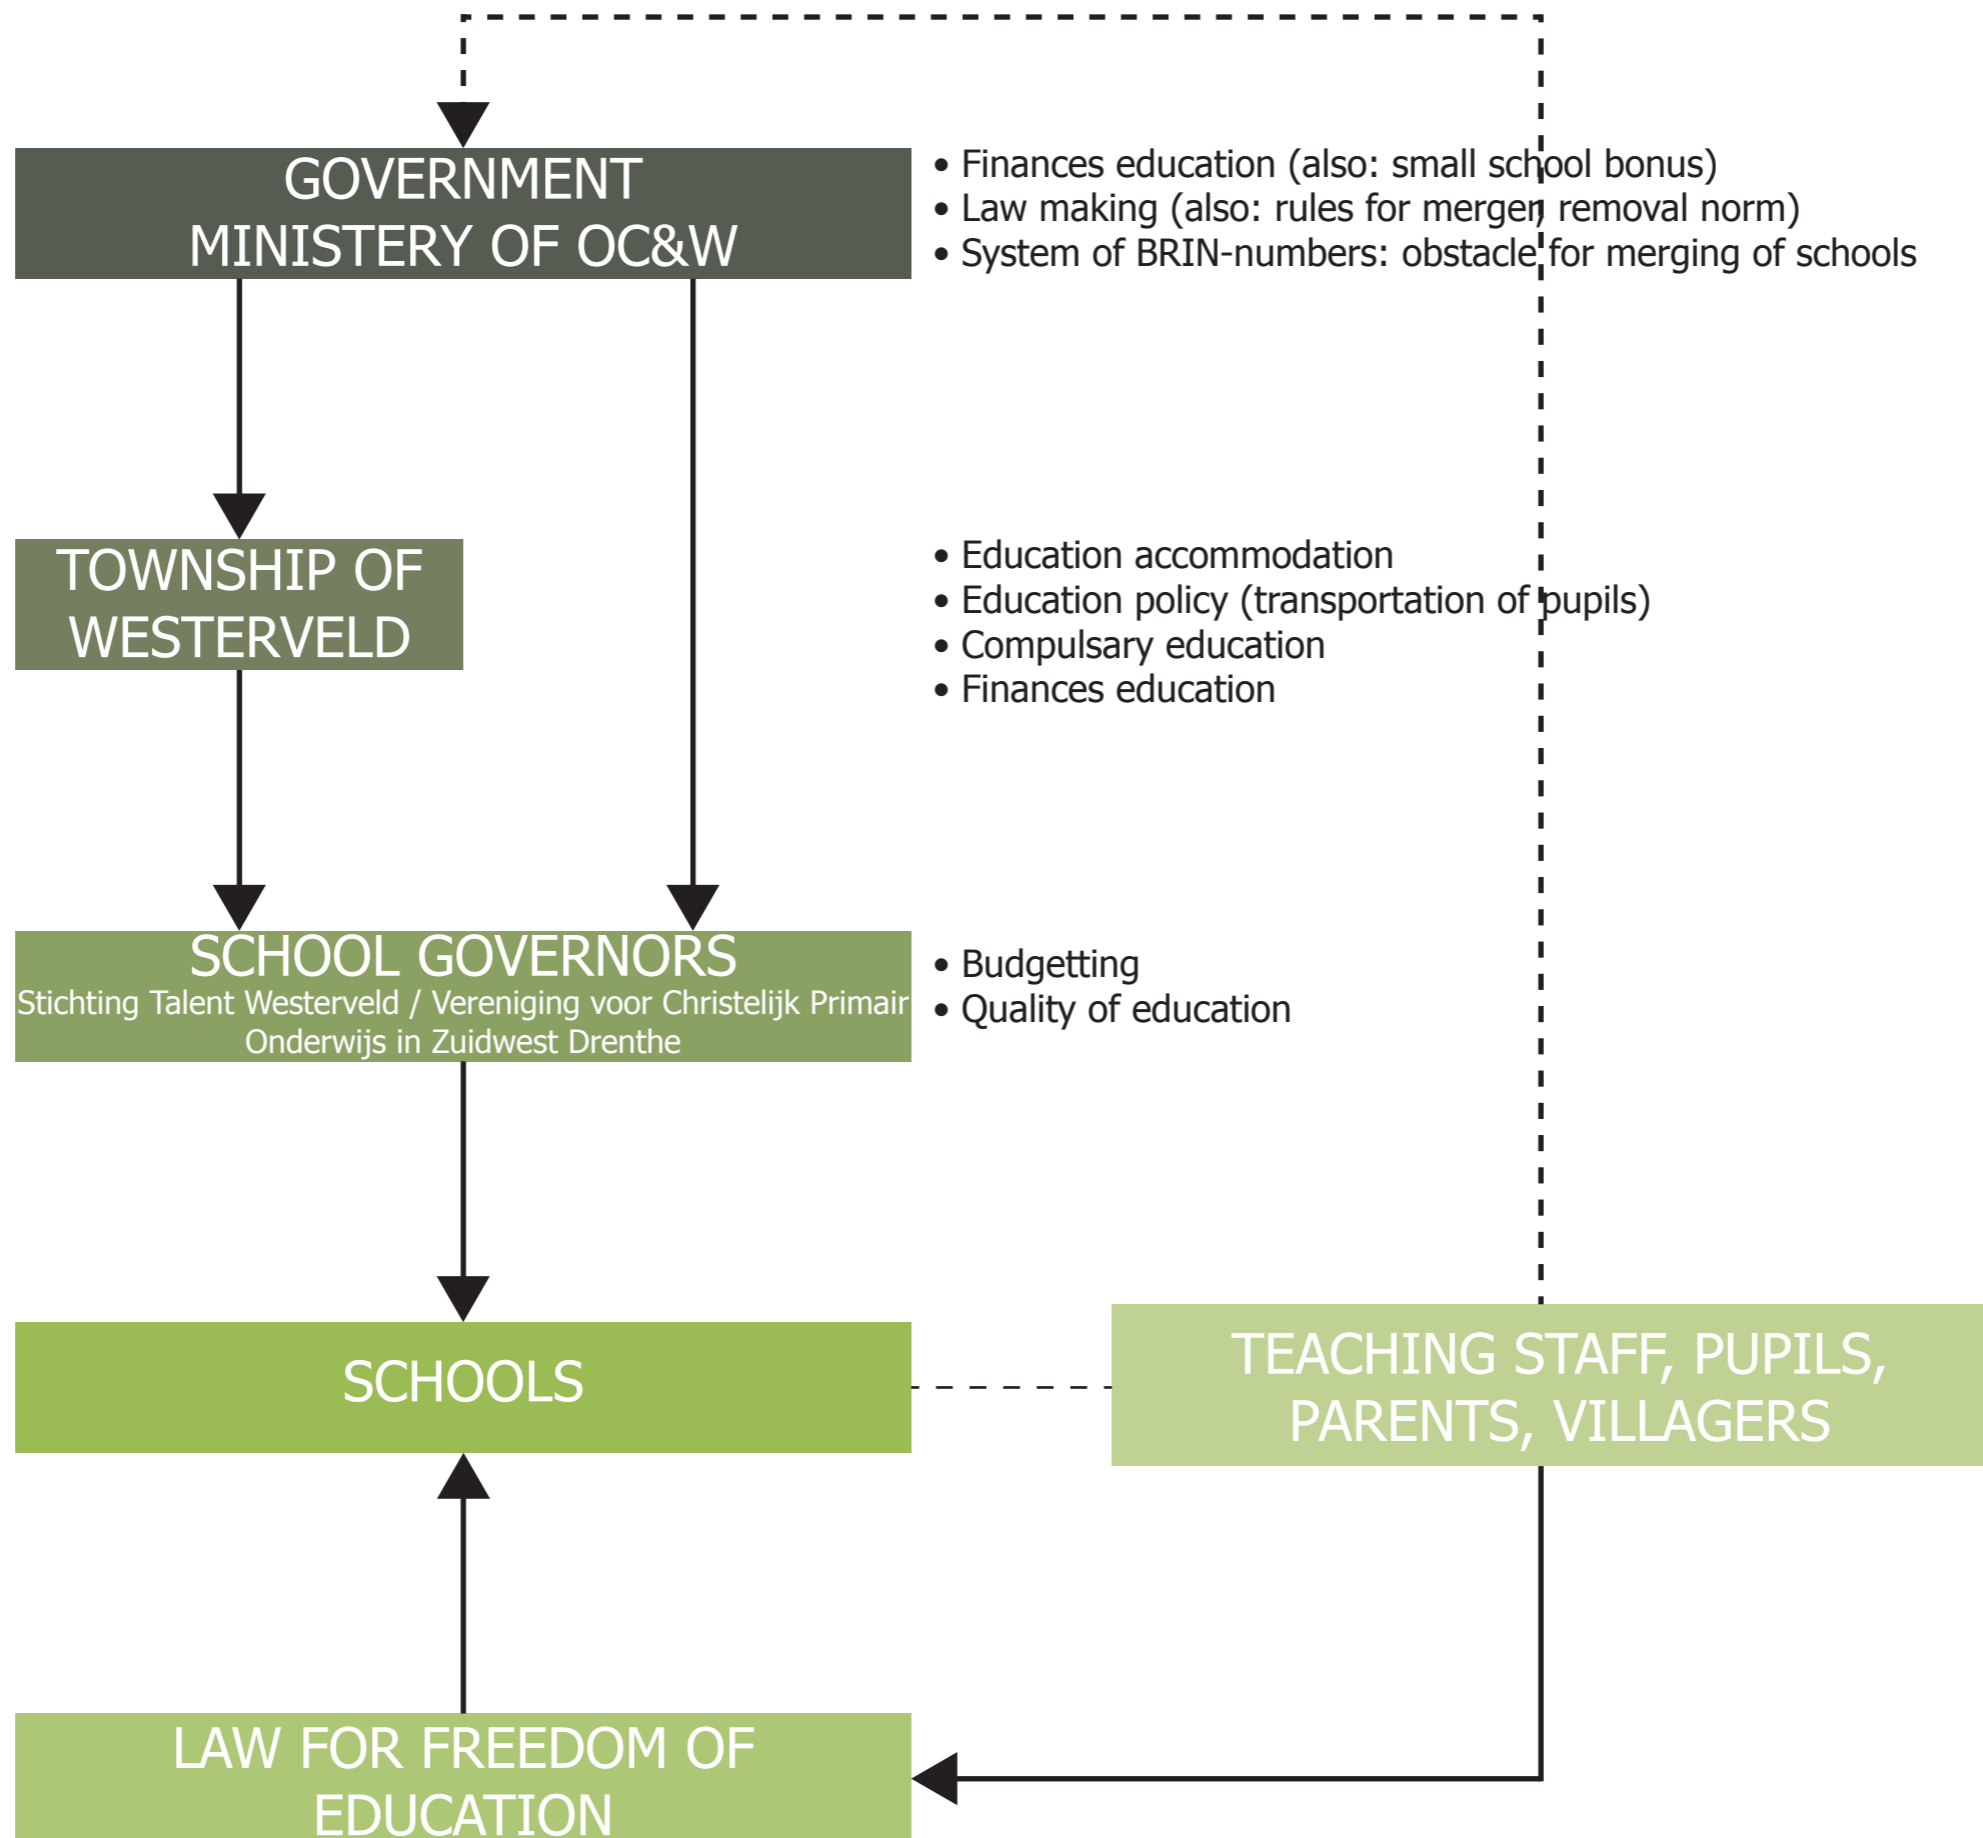 GOVERNMENT
MINISTERY OF OC&W
• Finances education (also: small school bonus)
• Law making (also: rules for merger, removal norm)
• System of BRIN-numbers: obstacle for merging of schools
TOWNSHIP OF
WESTERVELD
• Education accommodation
• Education policy (transportation of pupils)
• Compulsary education
• Finances education
SCHOOL GOVERNORS
Stichting Talent Westerveld / Vereniging voor Christelijk Primair
Onderwijs in Zuidwest Drenthe
• Budgetting
• Quality of education
SCHOOLS
TEACHING STAFF, PUPILS,
PARENTS, VILLAGERS
LAW FOR FREEDOM OF
EDUCATION